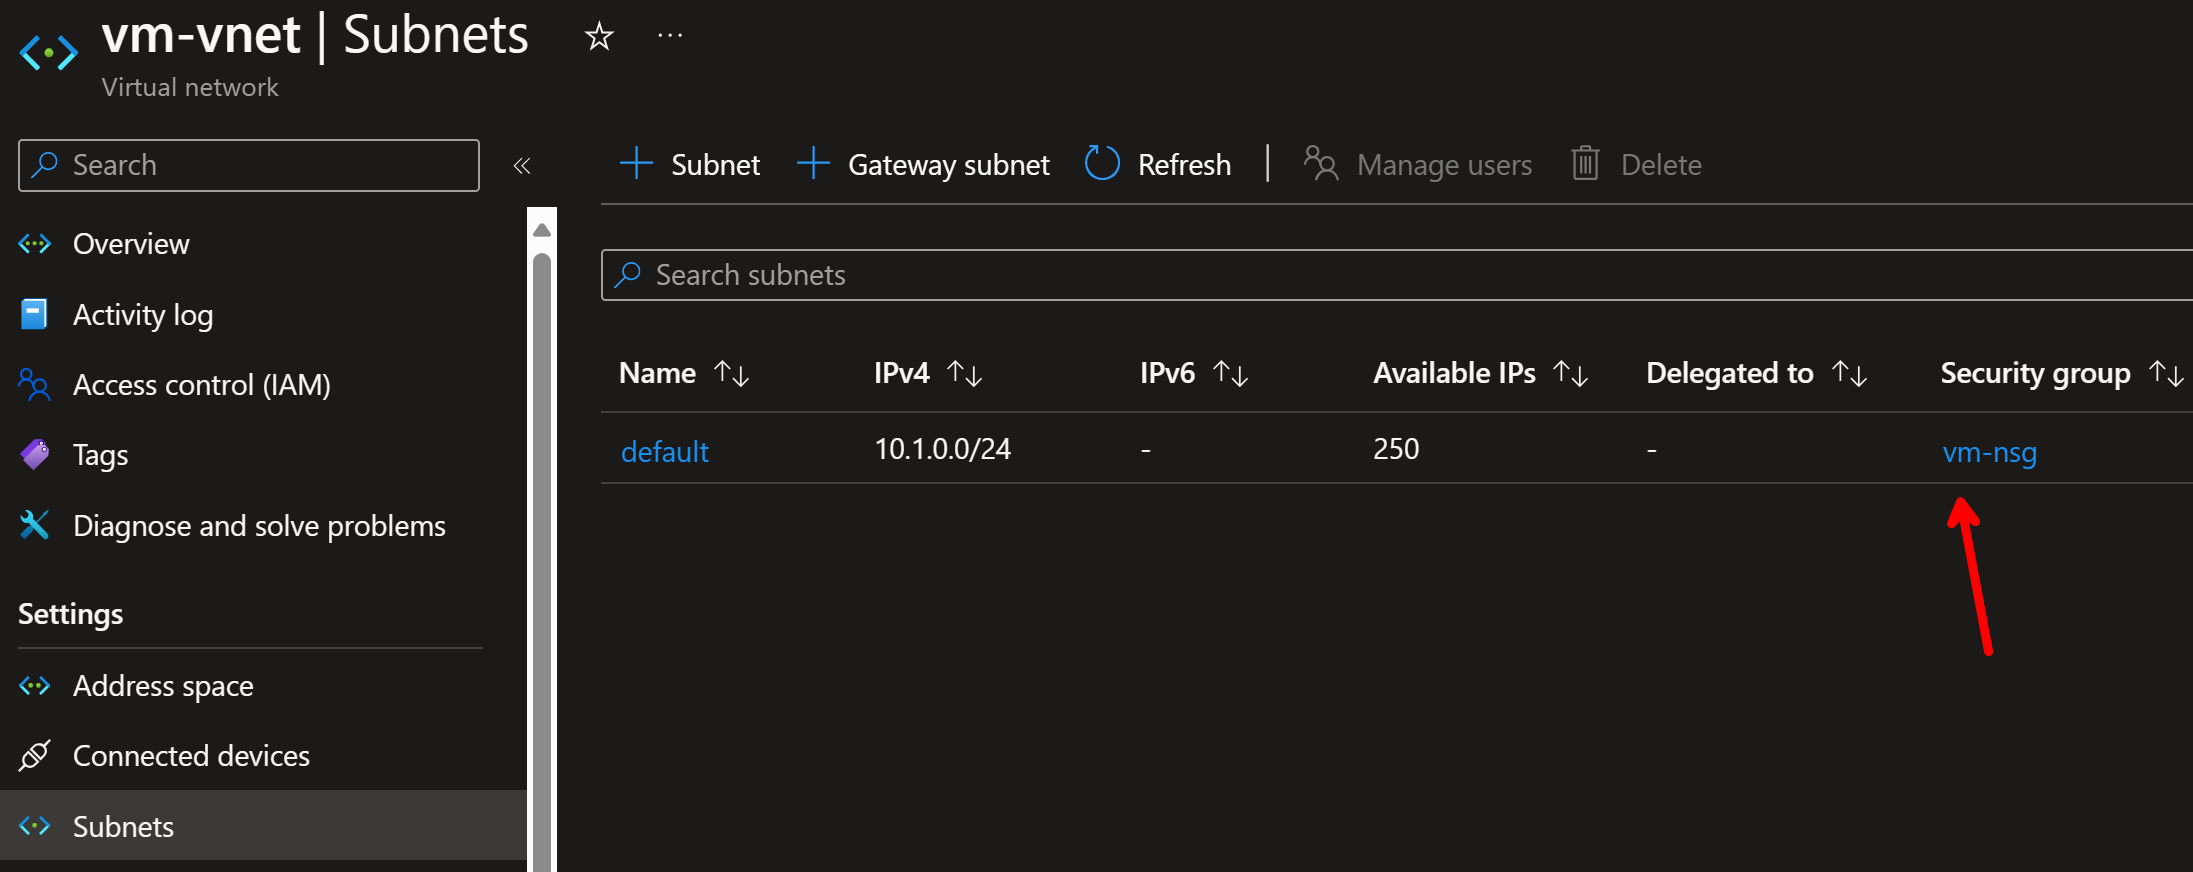 vm-vnet | Subnets
Virtual network
Search
Overview
Activity log
Access control (IAM)
Tags
Diagnose and solve problems
Settings
Address space
Connected devices
Subnets
Subnet Gateway subnet Refresh Manage users Delete
Search subnets
Name IPv4 IPv6 Available IPs Delegated to Security group
default 10.1.0.0/24 - 250 - vm-nsg